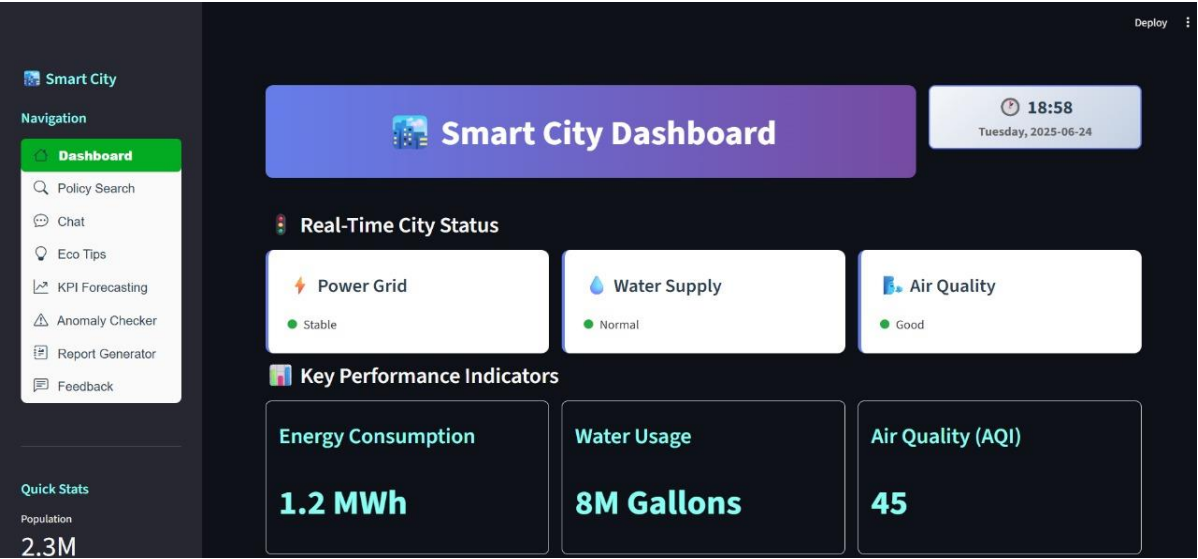 Deploy
Smart City
Navigation
Dashboard
Policy Search
Chat
Eco Tips
KPI Forecasting
Anomaly Checker
Report Generator
Feedback
Quick Stats
Population
2.3M
Smart City Dashboard
18:58
Tuesday, 2025-06-24
Real-Time City Status
Power Grid
Stable
Water Supply
Normal
Air Quality
Good
Key Performance Indicators
Energy Consumption
1.2 MWh
Water Usage
8M Gallons
Air Quality (AQI)
45